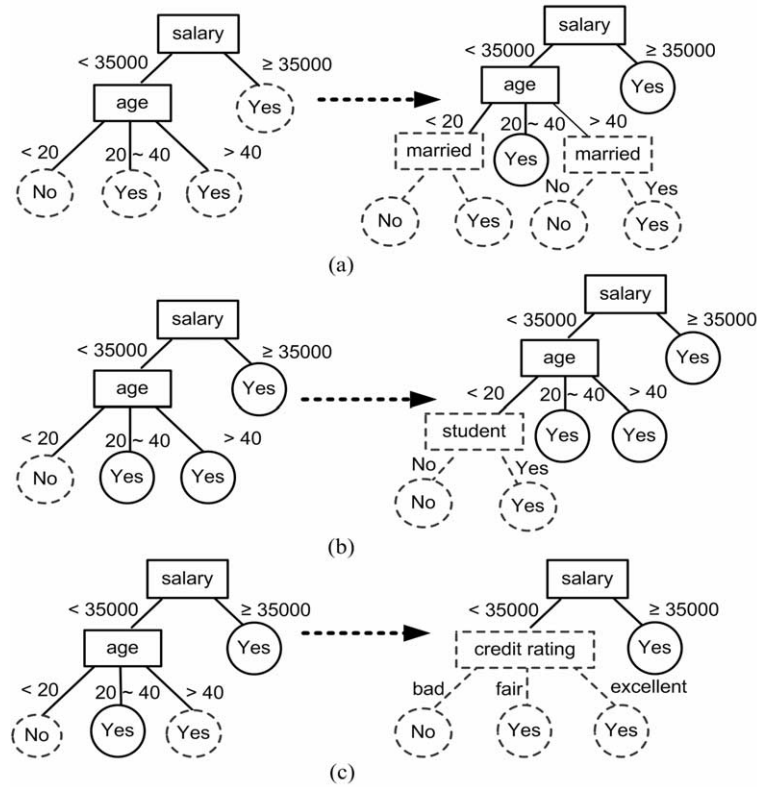 salary
< 35000
≥ 35000
age
Yes
< 20
20 ~ 40
> 40
No
Yes
Yes
salary
< 35000
≥ 35000
age
Yes
< 20
20 ~ 40
> 40
married
Yes
married
No
Yes
No
Yes
No
Yes
(a)
salary
< 35000
≥ 35000
age
Yes
< 20
20 ~ 40
> 40
No
Yes
Yes
salary
< 35000
≥ 35000
age
Yes
< 20
20 ~ 40
> 40
student
Yes
Yes
No
Yes
No
Yes
(b)
salary
< 35000
≥ 35000
age
Yes
< 20
20 ~ 40
> 40
No
Yes
Yes
salary
< 35000
≥ 35000
credit rating
Yes
bad
fair
excellent
No
Yes
Yes
(c)